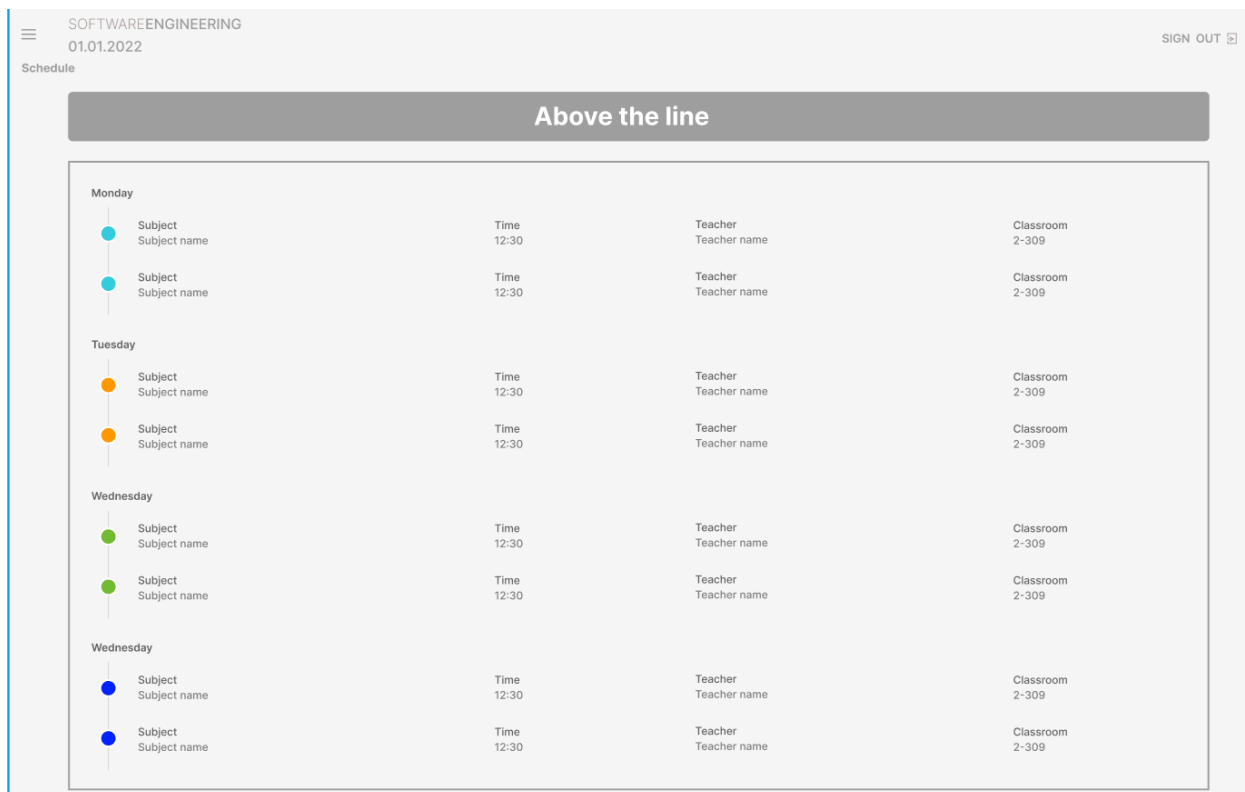 SOFTWAREENGINEERING
01.01.2022
SIGN OUT
Schedule
Above the line
Monday
Subject Time Teacher Classroom
Subject name 12:30 Teacher name 2-309
Subject Time Teacher Classroom
Subject name 12:30 Teacher name 2-309
Tuesday
Subject Time Teacher Classroom
Subject name 12:30 Teacher name 2-309
Subject Time Teacher Classroom
Subject name 12:30 Teacher name 2-309
Wednesday
Subject Time Teacher Classroom
Subject name 12:30 Teacher name 2-309
Subject Time Teacher Classroom
Subject name 12:30 Teacher name 2-309
Wednesday
Subject Time Teacher Classroom
Subject name 12:30 Teacher name 2-309
Subject Time Teacher Classroom
Subject name 12:30 Teacher name 2-309